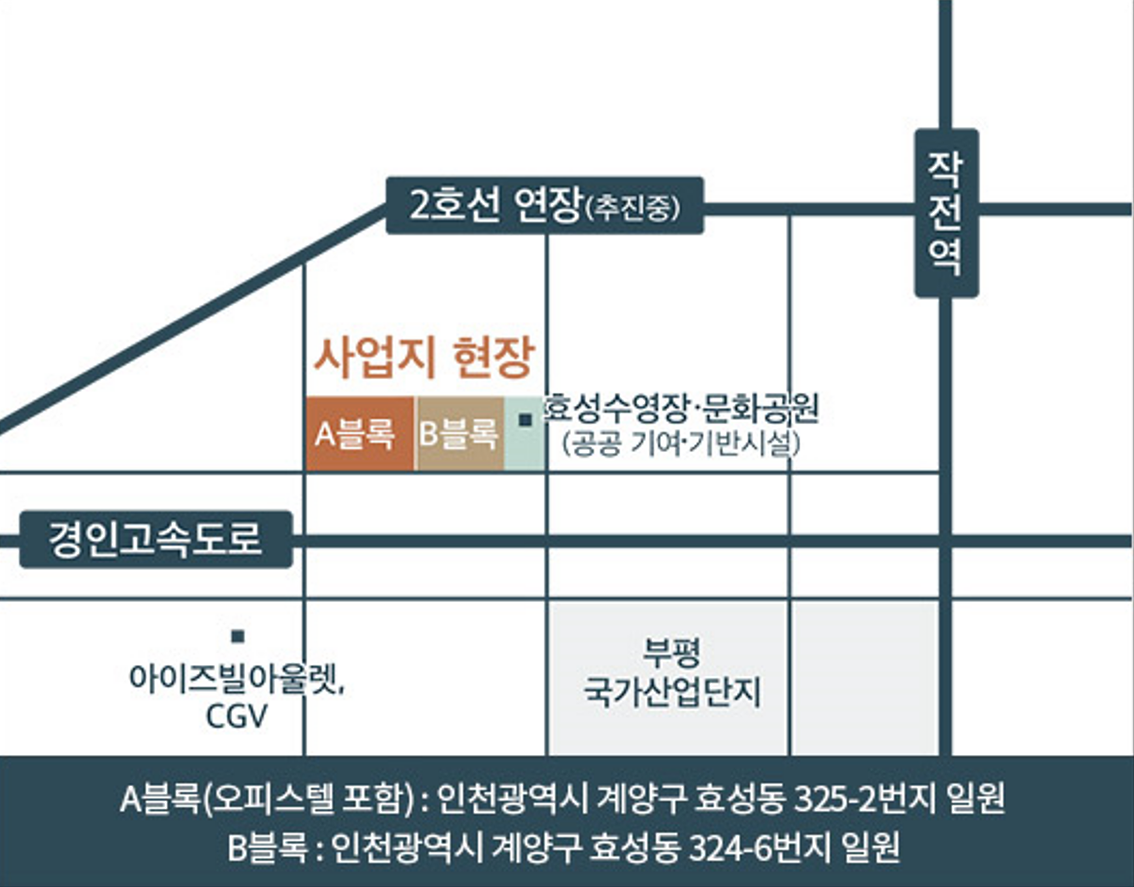 작전역
2호선 연장(추진중)
사업지 현장
A블록
B블록
효성수영장·문화공원
(공공 기여·기반시설)
경인고속도로
아이즈빌아울렛,
CGV
부평
국가산업단지
A블록(오피스텔 포함) : 인천광역시 계양구 효성동 325-2번지 일원
B블록 : 인천광역시 계양구 효성동 324-6번지 일원